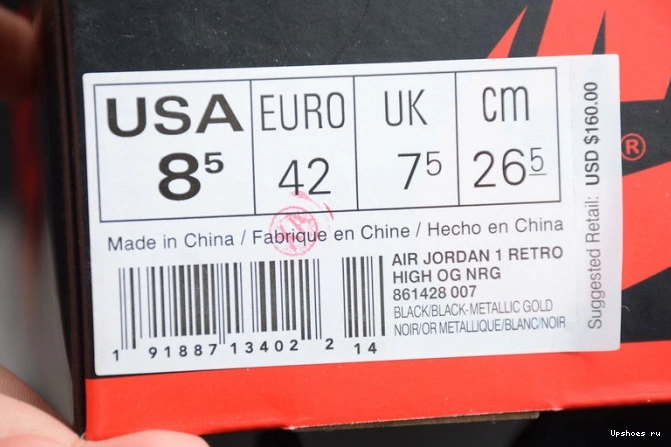 USA EURO UK cm
8⁵ 42 7⁵ 26⁵
Made in China / Fabrique en Chine / Hecho en China
AIR JORDAN 1 RETRO
HIGH OG NRG
861428 007
BLACK/BLACK-METALLIC GOLD
NOIR/OR METALLIQUE/BLANC/NOIR
1 91887 13402 2 14
Suggested Retail: USD $160.00
®
Upshoes ru